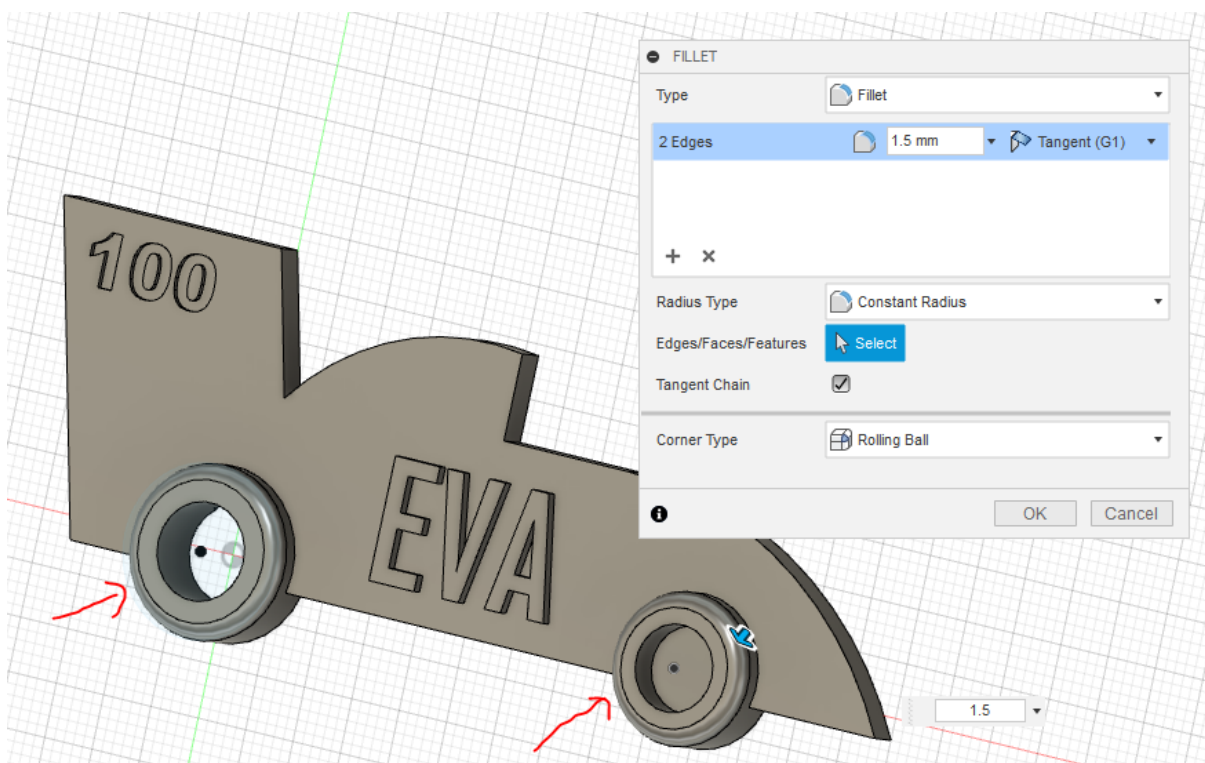 FILLET
Type Fillet
2 Edges 1.5 mm Tangent (G1)
100
Radius Type Constant Radius
Edges/Faces/Features Select
Tangent Chain
Corner Type Rolling Ball
EVA
OK Cancel
1.5